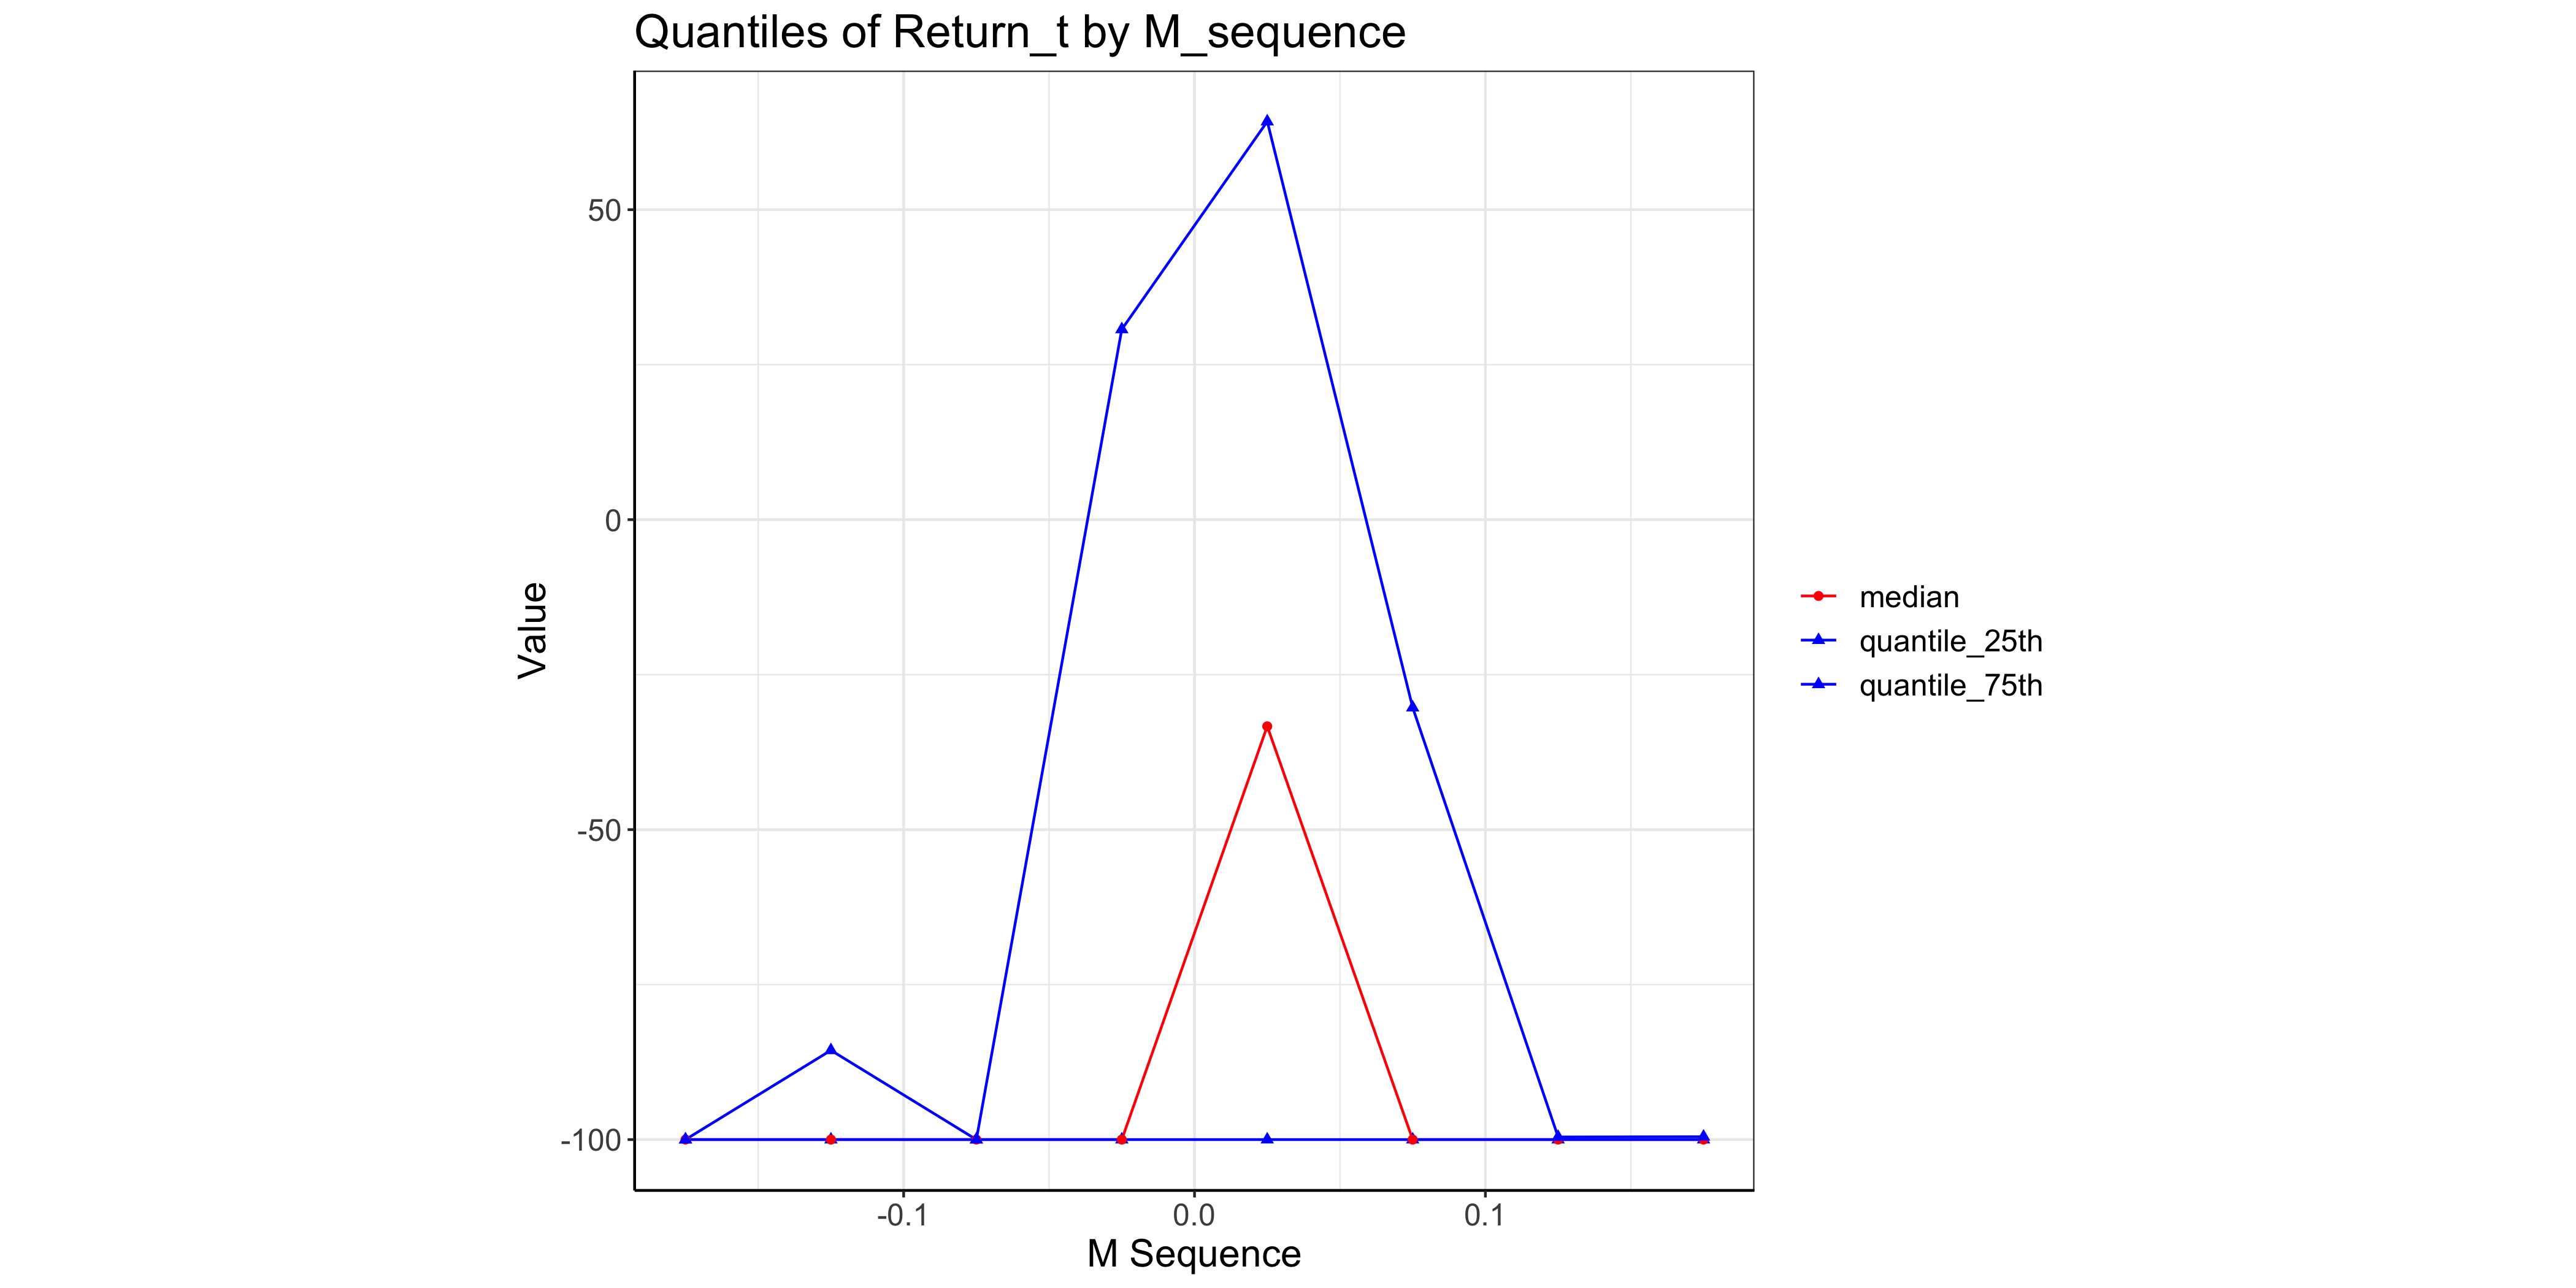 Quantiles of Return_t by M_sequence
50
0
-50
-100
Value
-0.1
0.0
0.1
M Sequence
median
quantile_25th
quantile_75th